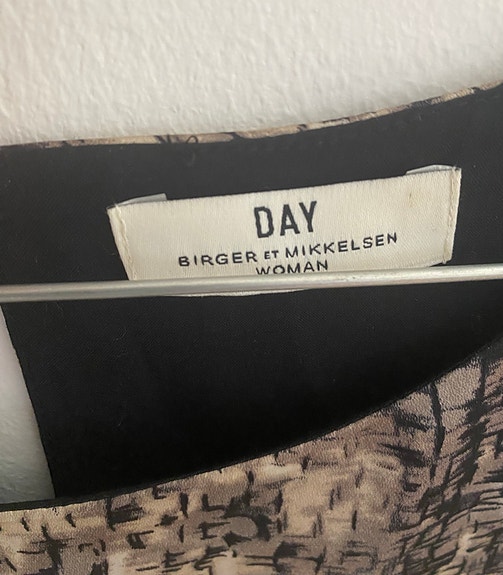 DAY
BIRGER ET MIKKELSEN
WOMAN